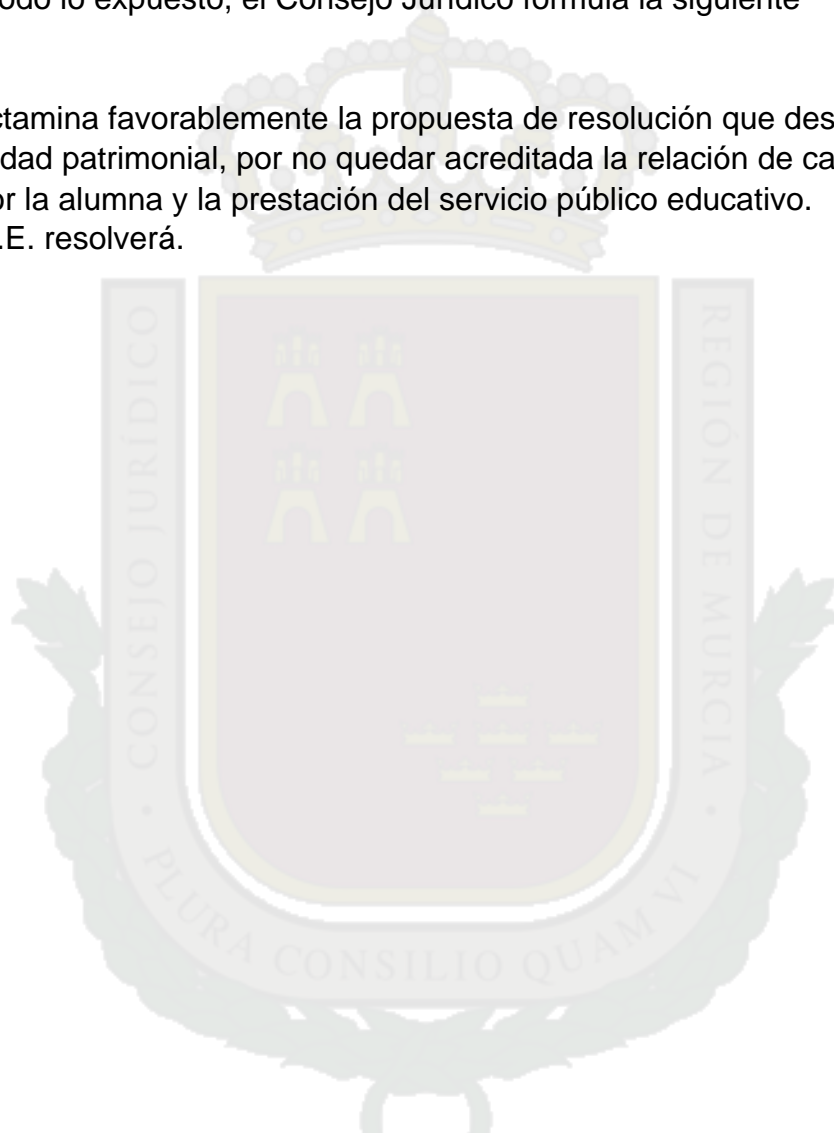 odo lo expuesto, el Consejo Jurídico formula la siguiente
ctamina favorablemente la propuesta de resolución que des
dad patrimonial, por no quedar acreditada la relación de ca
or la alumna y la prestación del servicio público educativo.
.E. resolverá.
CONSEJO JURÍDICO
REGIÓN DE MURCIA
PLURA CONSILIO QUAM VI